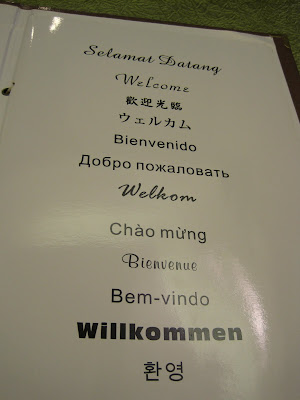 Selamat Datang
Welcome
歡迎光臨
ウェルカム
Bienvenido
Добро пожаловать
Welkom
Chào mừng
Bienvenue
Bem-vindo
Willkommen
환영